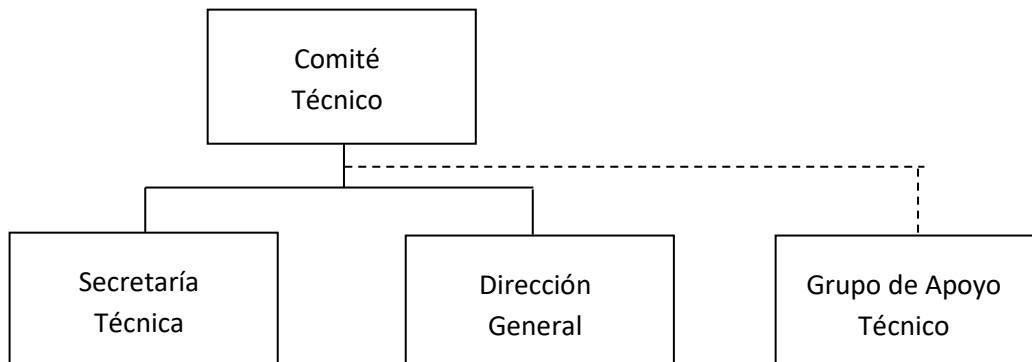 Comité
Técnico
Secretaría
Técnica
Dirección
General
Grupo de Apoyo
Técnico